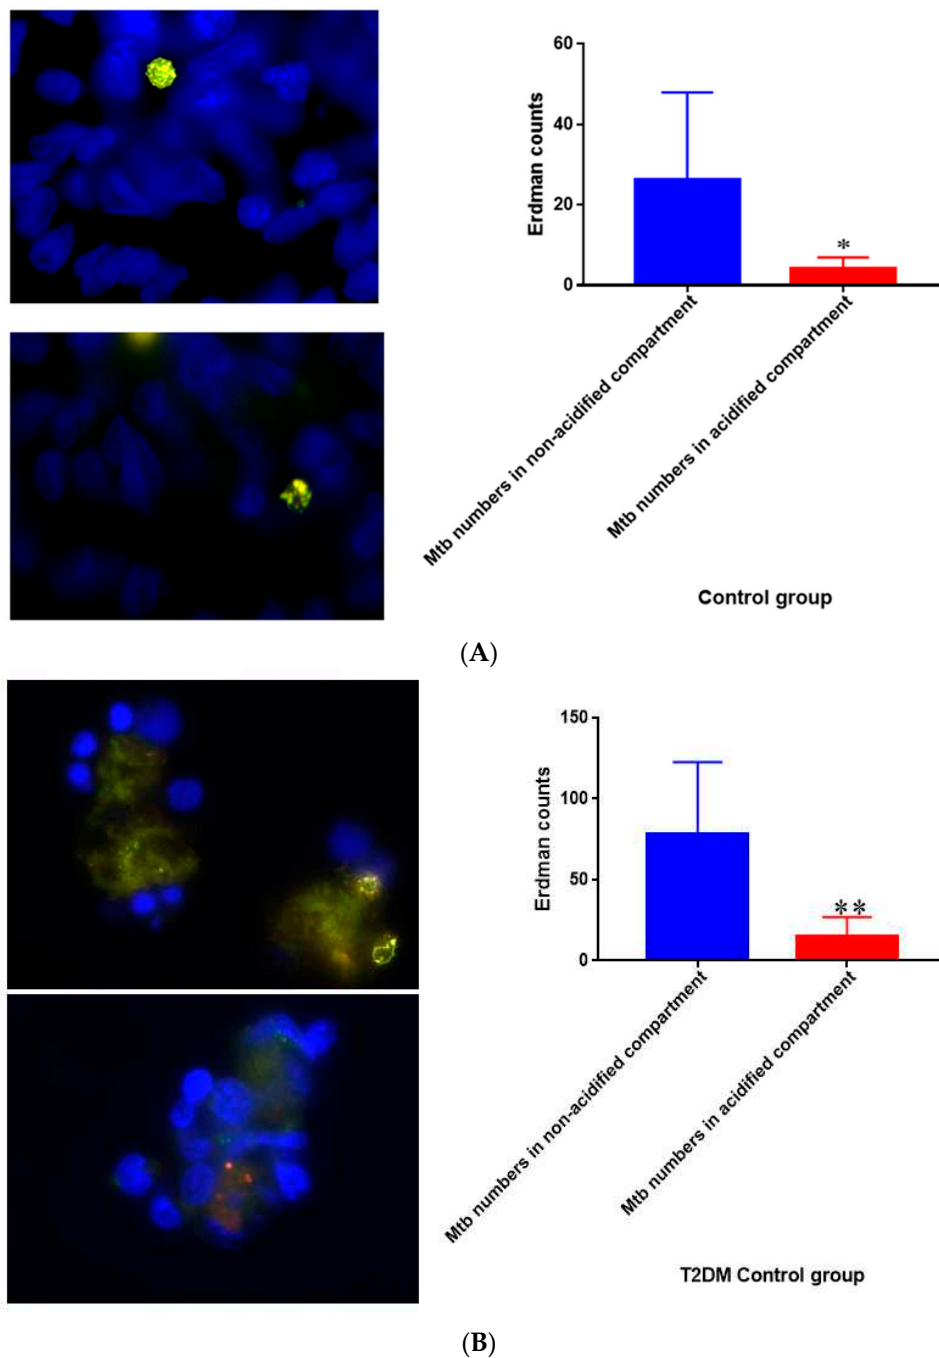 60
40
20
0
Erdman counts
*
Mtb numbers in non-acidified compartment
Mtb numbers in acidified compartment
Control group
(A)
150
100
50
0
Erdman counts
**
Mtb numbers in non-acidified compartment
Mtb numbers in acidified compartment
T2DM Control group
(B)